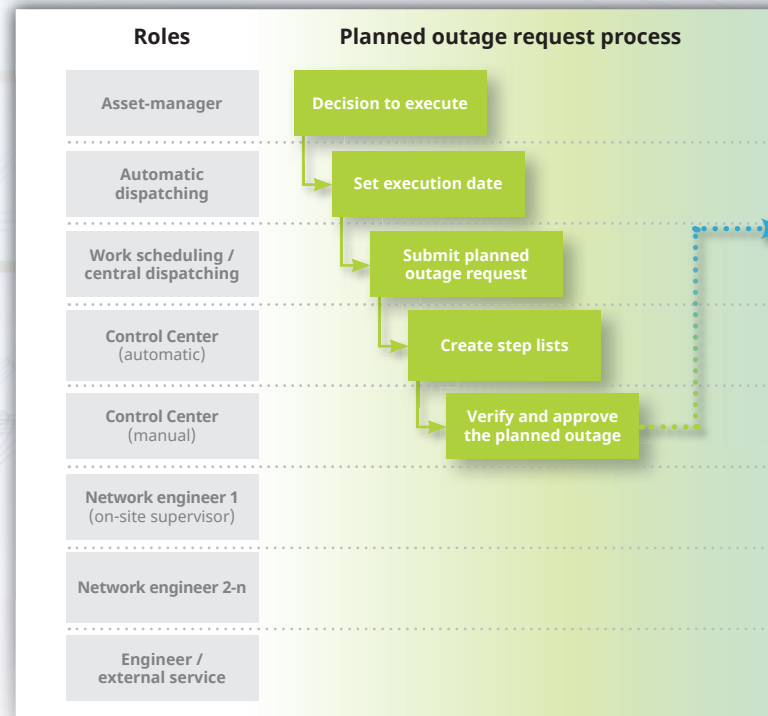 Roles
Planned outage request process
Asset-manager
Decision to execute
Automatic
dispatching
Set execution date
Work scheduling /
central dispatching
Submit planned
outage request
Control Center
(automatic)
Create step lists
Control Center
(manual)
Verify and approve
the planned outage
Network engineer 1
(on-site supervisor)
Network engineer 2-n
Engineer /
external service